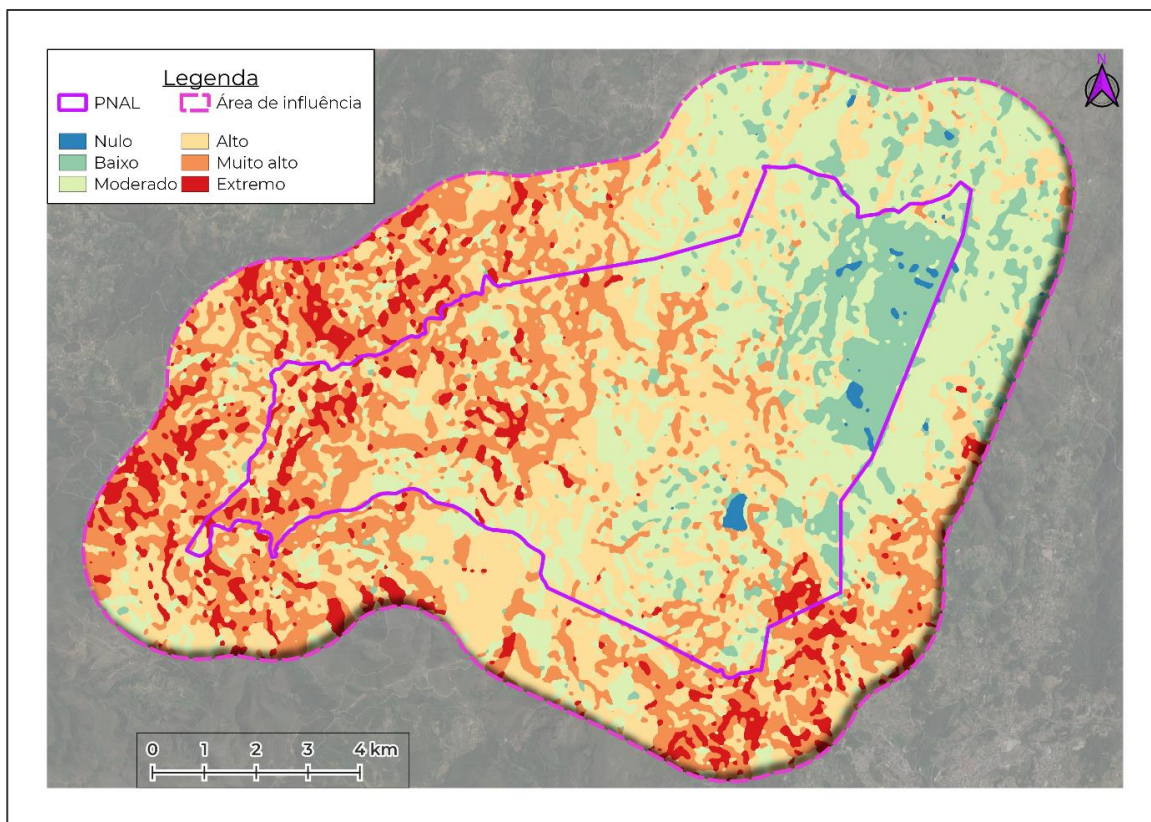 Legenda
PNAL Área de influência
Nulo Alto
Baixo Muito alto
Moderado Extremo
N
0 1 2 3 4 km